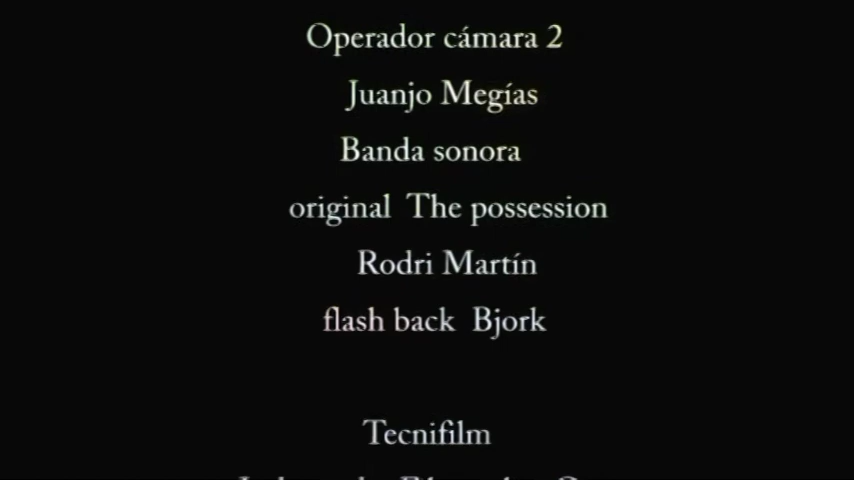 Operador cámara 2
Juanjo Megías
Banda sonora
original The possession
Rodri Martín
flash back Bjork
Tecnifilm